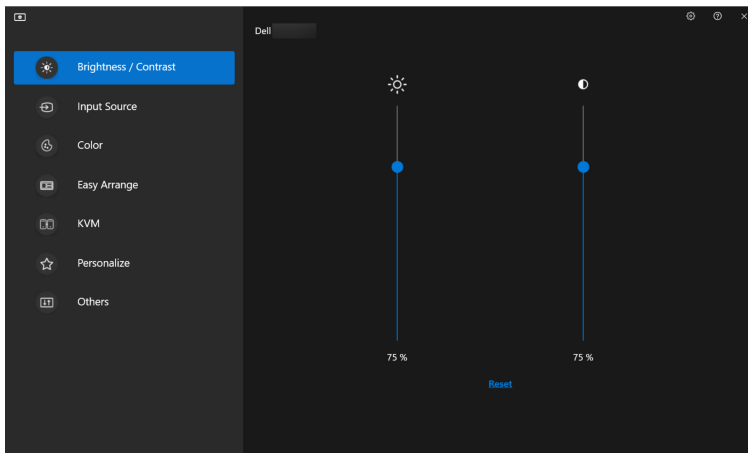 Dell
Brightness / Contrast
Input Source
Color
Easy Arrange
KVM
Personalize
Others
75 %
75 %
Reset